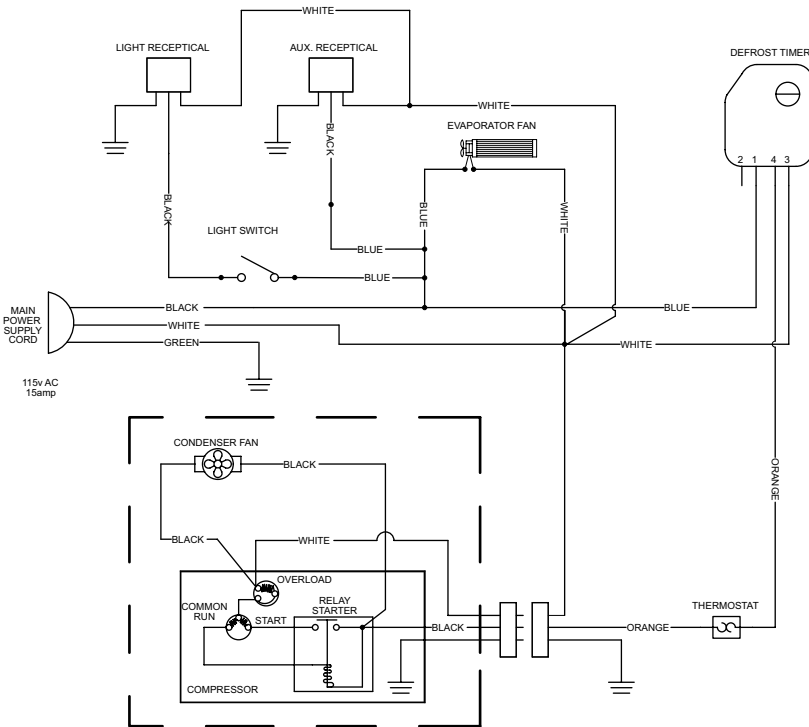 WHITE
LIGHT RECEPTICAL
AUX. RECEPTICAL
DEFROST TIMER
WHITE
EVAPORATOR FAN
BLACK
2 1 4 3
BLACK
BLUE
WHITE
LIGHT SWITCH
BLUE
BLUE
BLACK
BLUE
MAIN
POWER
SUPPLY
CORD
WHITE
GREEN
WHITE
115v AC
15amp
CONDENSER FAN
BLACK
ORANGE
BLACK
WHITE
OVERLOAD
COMMON
RUN
START
RELAY
STARTER
THERMOSTAT
BLACK
ORANGE
COMPRESSOR